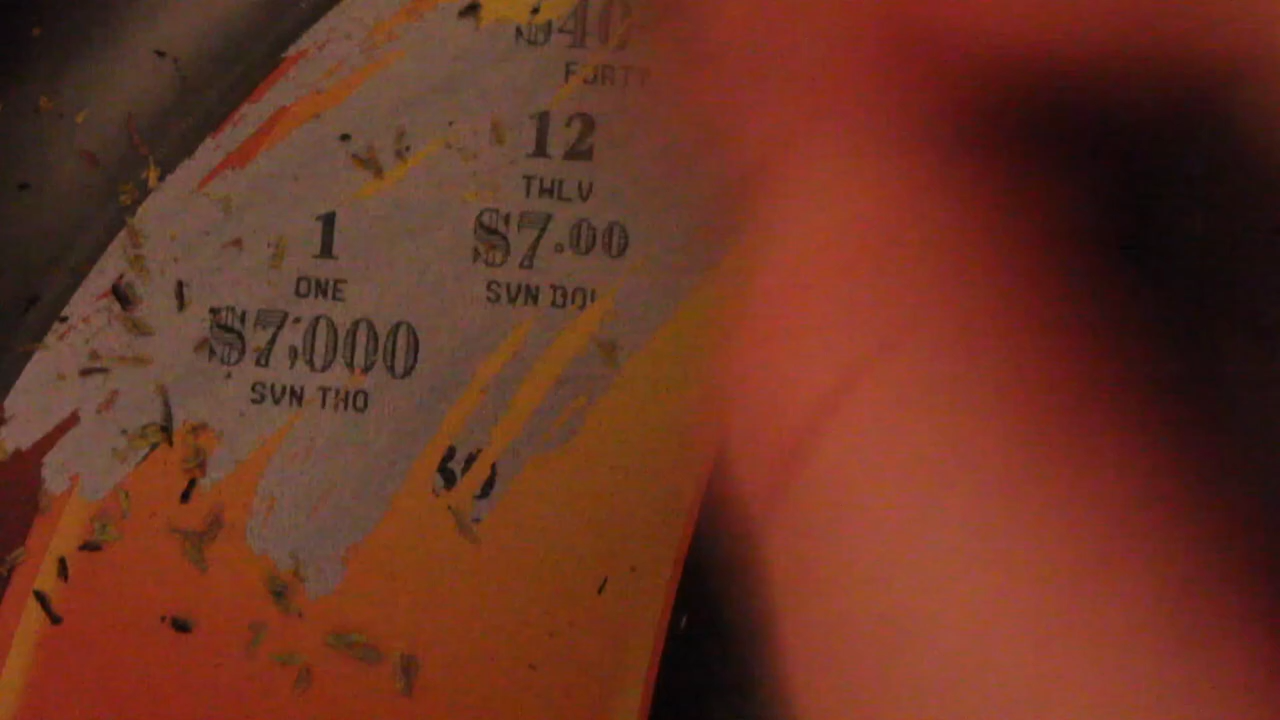 $40
FORTY
12
TWLV
$7.00
SVN DOL
1
ONE
$7,000
SVN THO